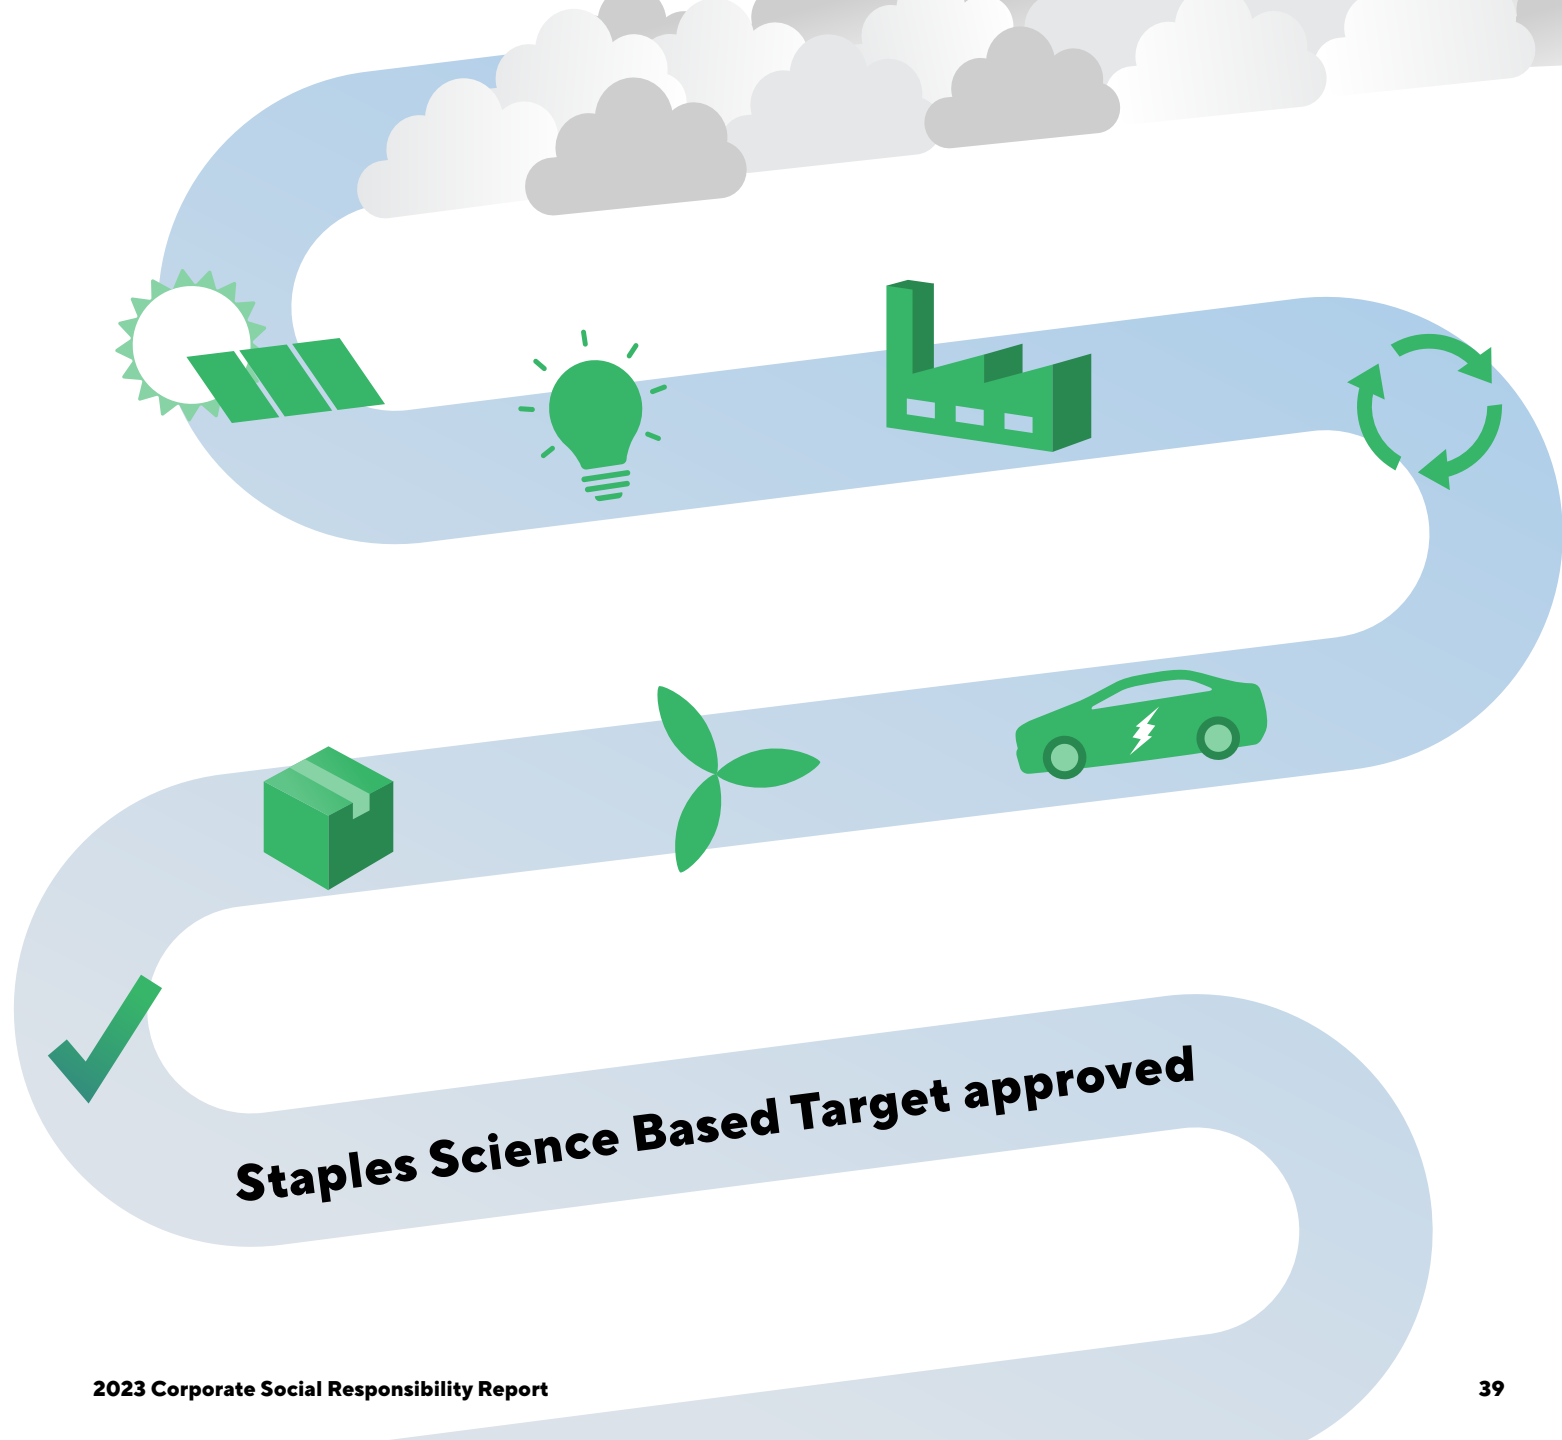 Staples Science Based Target approved
2023 Corporate Social Responsibility Report
39